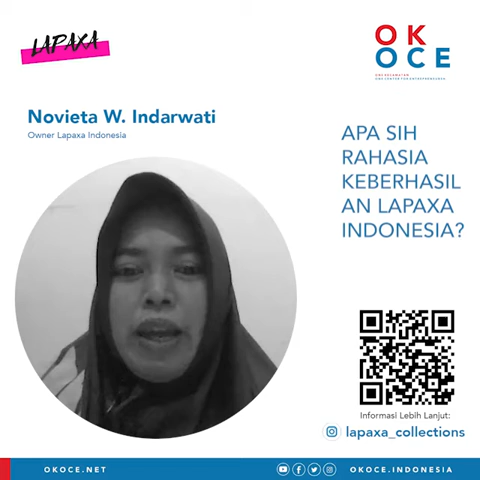 LAPAXA
OK
OCE
Novieta W. Indarwati
Owner Lapaxa Indonesia
APA SIH
RAHASIA
KEBERHASIL
AN LAPAXA
INDONESIA?
Informasi Lebih Lanjut:
lapaxa_collections
OKOCE.NET
OKOCE.INDONESIA